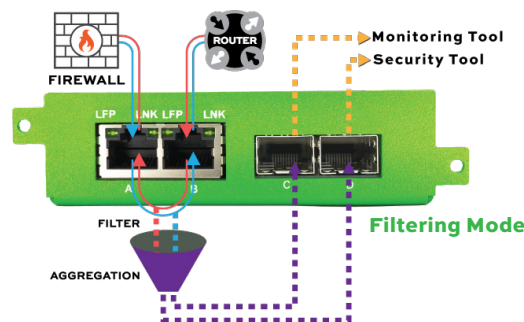 Monitoring Tool
ROUTER
Security Tool
FIREWALL
LFP LNK LFP LNK
A B C D
Filtering Mode
FILTER
AGGREGATION